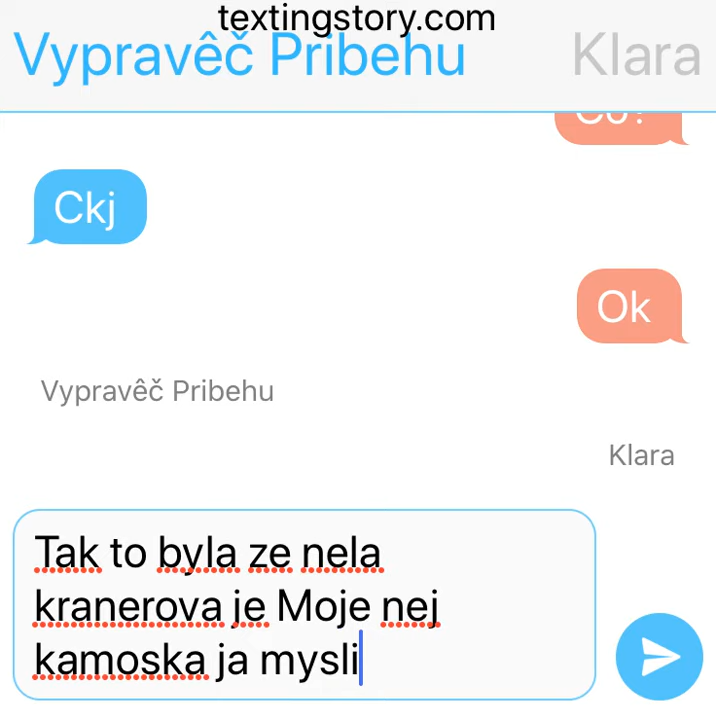 textingstory.com
Vypravêč Pribehu Klara
Co?
Ckj
Ok
Vypravêč Pribehu
Klara
Tak to byla ze nela
kranerova je Moje nej
kamoska ja mysli